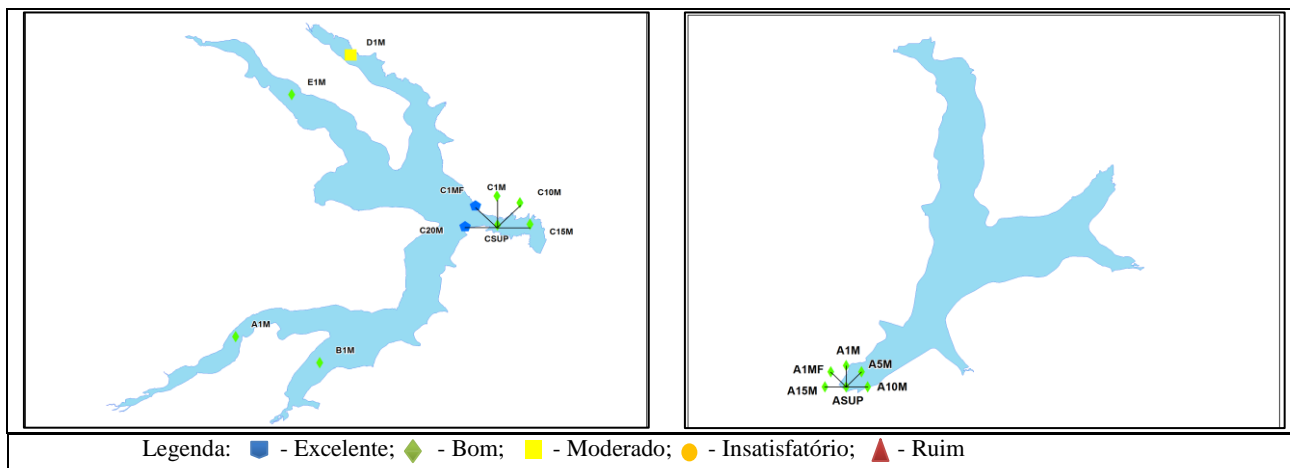 D1M
E1M
C1MF
C1M
C10M
C20M
CSUP
C15M
A1M
B1M
A1M
A1MF
A5M
A15M
A10M
ASUP
Legenda: - Excelente; - Bom; - Moderado; - Insatisfatório; - Ruim